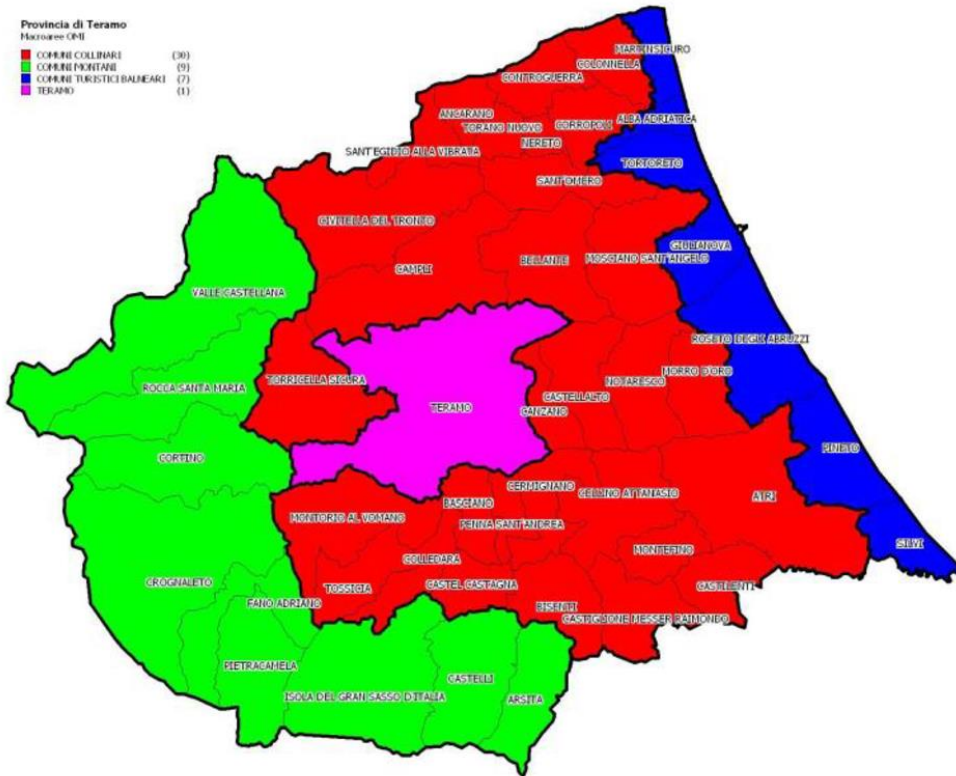 Provincia di Teramo
Macroaree OMI
COMUNI COLLINARI (30)
COMUNI MONTANI (9)
COMUNI TURISTICI BALNEARI (7)
TERAMO (1)
MARTINSICURO
COLONNELLA
CONTROGUERRA
ANCARANO
ALBA ADRIATICA
TORANO NUOVO
CORROPOLI
NERETO
SANT'EGIDIO ALLA VIBRATA
TORTORETO
SANT'OMERO
CIVITELLA DEL TRONTO
GIULIANOVA
BELLANTE
MOSCIANO SANT'ANGELO
CAMPLI
VALLE CASTELLANA
ROSETO DEGLI ABRUZZI
MORRO D'ORO
TORRICELLA SICURA
NOTARESCO
ROCCA SANTA MARIA
CASTELLALTO
TERAMO
CANZANO
PINETO
CORTINO
CERMIGNANO
CELLINO ATTANASIO
ATRI
BASCIANO
MONTORIO AL VOMANO
PENNA SANT'ANDREA
SILVI
MONTEFINO
COLLEDARA
CROGNALETO
CASTEL CASTAGNA
CASTILENTI
TOSSICIA
FANO ADRIANO
BISENTI
CASTIGLIONE MESSER RAIMONDO
PIETRACAMELA
CASTELLI
ISOLA DEL GRAN SASSO D'ITALIA
ARSITA